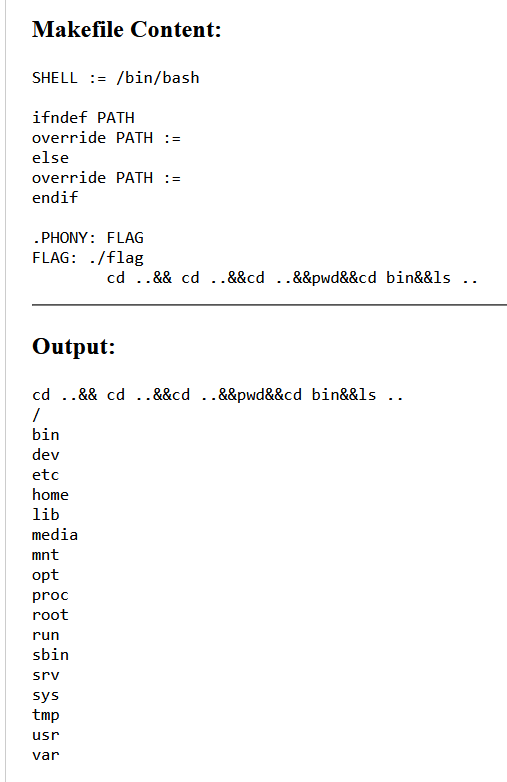 Makefile Content:
SHELL := /bin/bash
ifndef PATH
override PATH :=
else
override PATH :=
endif
.PHONY: FLAG
FLAG: ./flag
cd ..&& cd ..&&cd ..&&pwd&&cd bin&&ls ..
Output:
cd ..&& cd ..&&cd ..&&pwd&&cd bin&&ls ..
/
bin
dev
etc
home
lib
media
mnt
opt
proc
root
run
sbin
srv
sys
tmp
usr
var